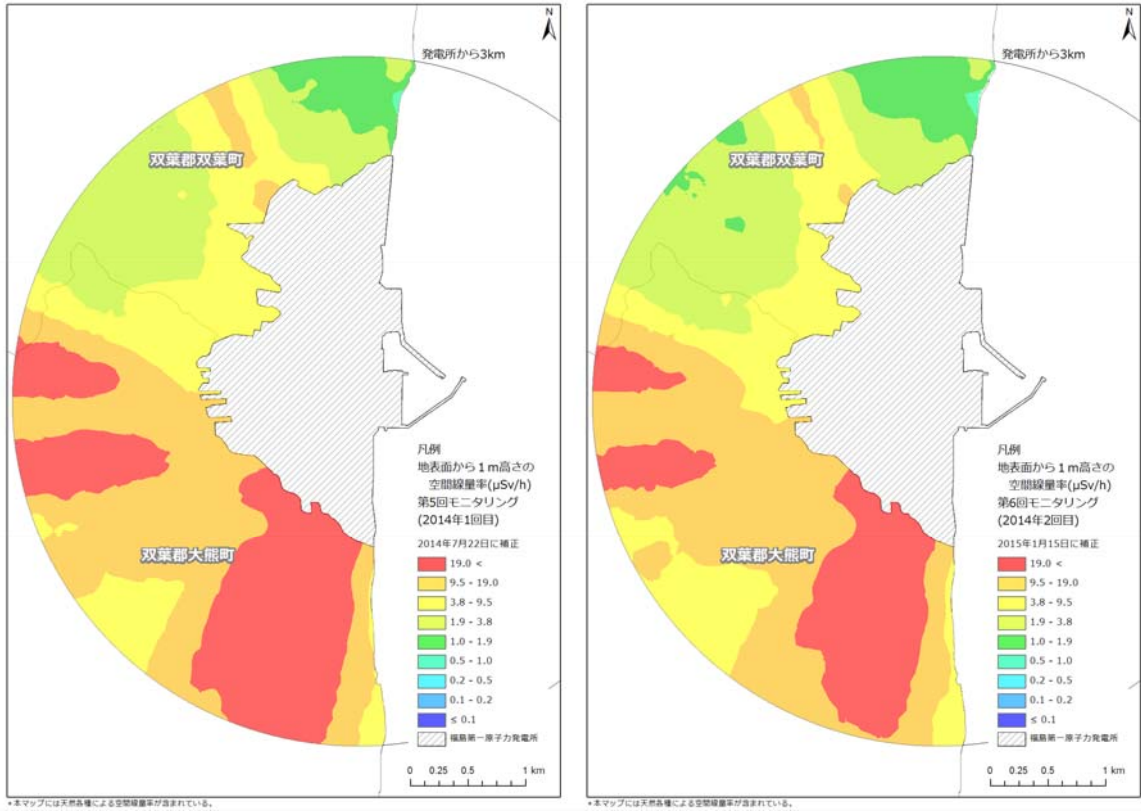 N
発電所から3km
双葉郡双葉町
双葉郡大熊町
凡例
地表面から1m高さの
空間線量率(μSv/h)
第5回モニタリング
(2014年1回目)
2014年7月22日に補正
19.0 <
9.5 - 19.0
3.8 - 9.5
1.9 - 3.8
1.0 - 1.9
0.5 - 1.0
0.2 - 0.5
0.1 - 0.2
≤ 0.1
福島第一原子力発電所
0 0.25 0.5 1 km
*本マップには天然各種による空間線量率が含まれている。
N
発電所から3km
双葉郡双葉町
双葉郡大熊町
凡例
地表面から1m高さの
空間線量率(μSv/h)
第6回モニタリング
(2014年2回目)
2015年1月15日に補正
19.0 <
9.5 - 19.0
3.8 - 9.5
1.9 - 3.8
1.0 - 1.9
0.5 - 1.0
0.2 - 0.5
0.1 - 0.2
≤ 0.1
福島第一原子力発電所
0 0.25 0.5 1 km
*本マップには天然各種による空間線量率が含まれている。